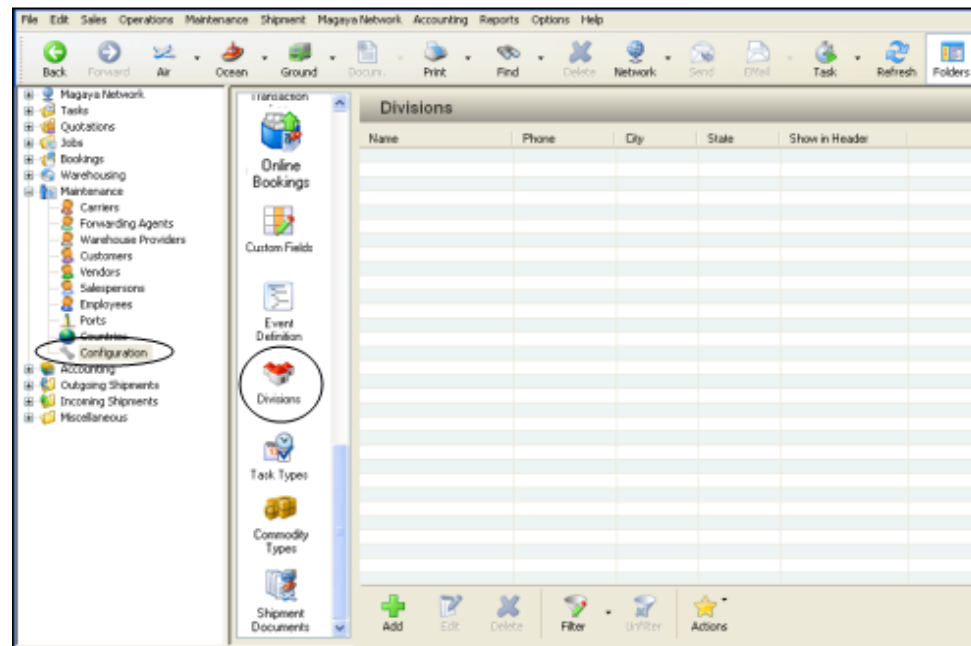 File Edit Sales Operations Maintenance Shipment Magaya Network Accounting Reports Options Help
Back Forward Air Ocean Ground Docum. Print Find Delete Network Send EMail Task Refresh Folders
Magaya Network
Tasks
Quotations
Jobs
Bookings
Warehousing
Maintenance
Carriers
Forwarding Agents
Warehouse Providers
Customers
Vendors
Salespersons
Employees
Ports
Countries
Configuration
Accounting
Outgoing Shipments
Incoming Shipments
Miscellaneous
Transaction
Online
Bookings
Custom Fields
Event
Definition
Divisions
Task Types
Commodity
Types
Shipment
Documents
Divisions
Name Phone City State Show in Header
Add Edit Delete Filter Unfilter Actions